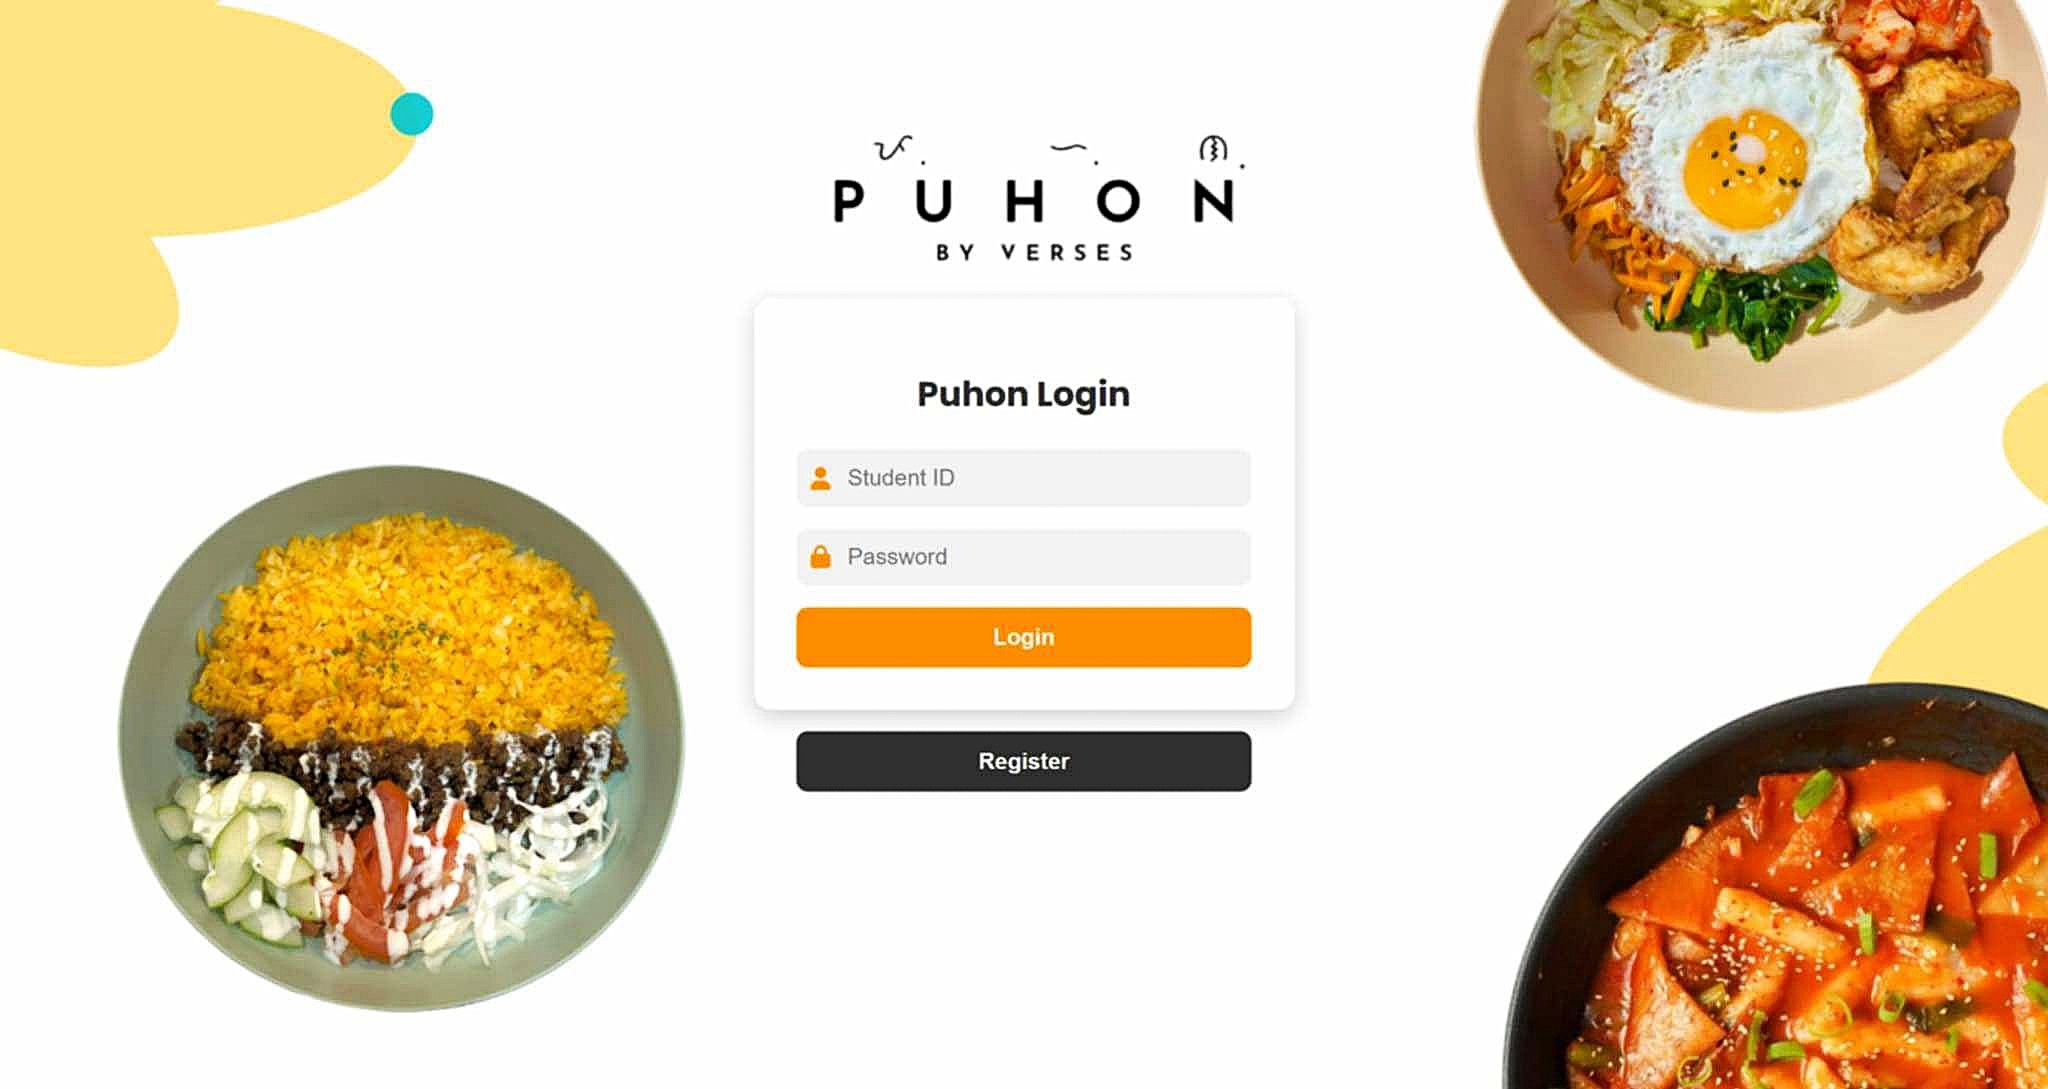 PUHON
BY VERSES
Puhon Login
Student ID
Password
Login
Register